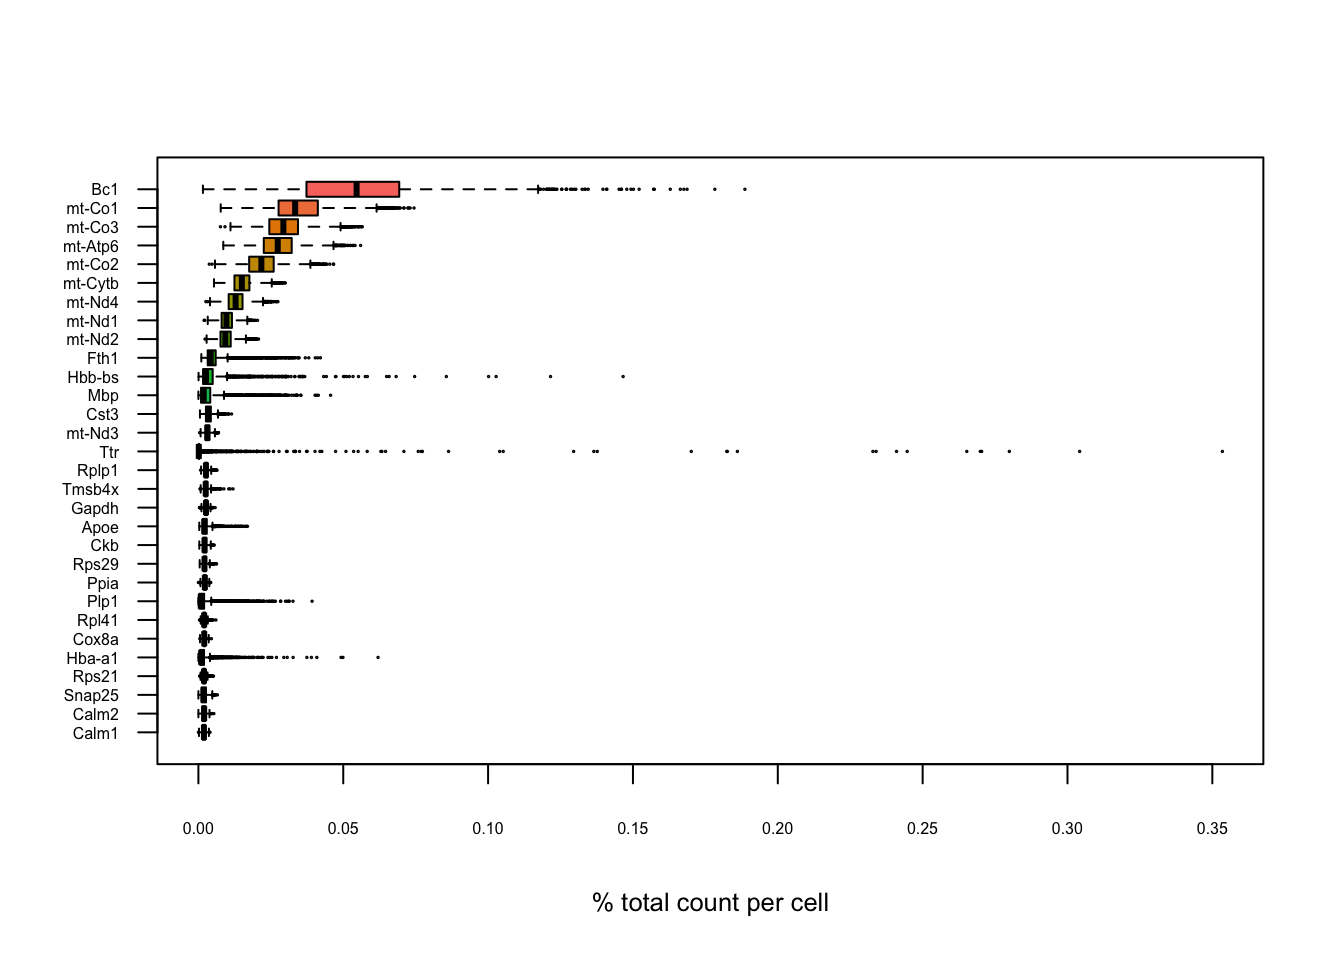 Bc1
mt-Co1
mt-Co3
mt-Atp6
mt-Co2
mt-Cytb
mt-Nd4
mt-Nd1
mt-Nd2
Fth1
Hbb-bs
Mbp
Cst3
mt-Nd3
Ttr
Rplp1
Tmsb4x
Gapdh
Apoe
Ckb
Rps29
Ppia
Plp1
Rpl41
Cox8a
Hba-a1
Rps21
Snap25
Calm2
Calm1
0.00 0.05 0.10 0.15 0.20 0.25 0.30 0.35
% total count per cell